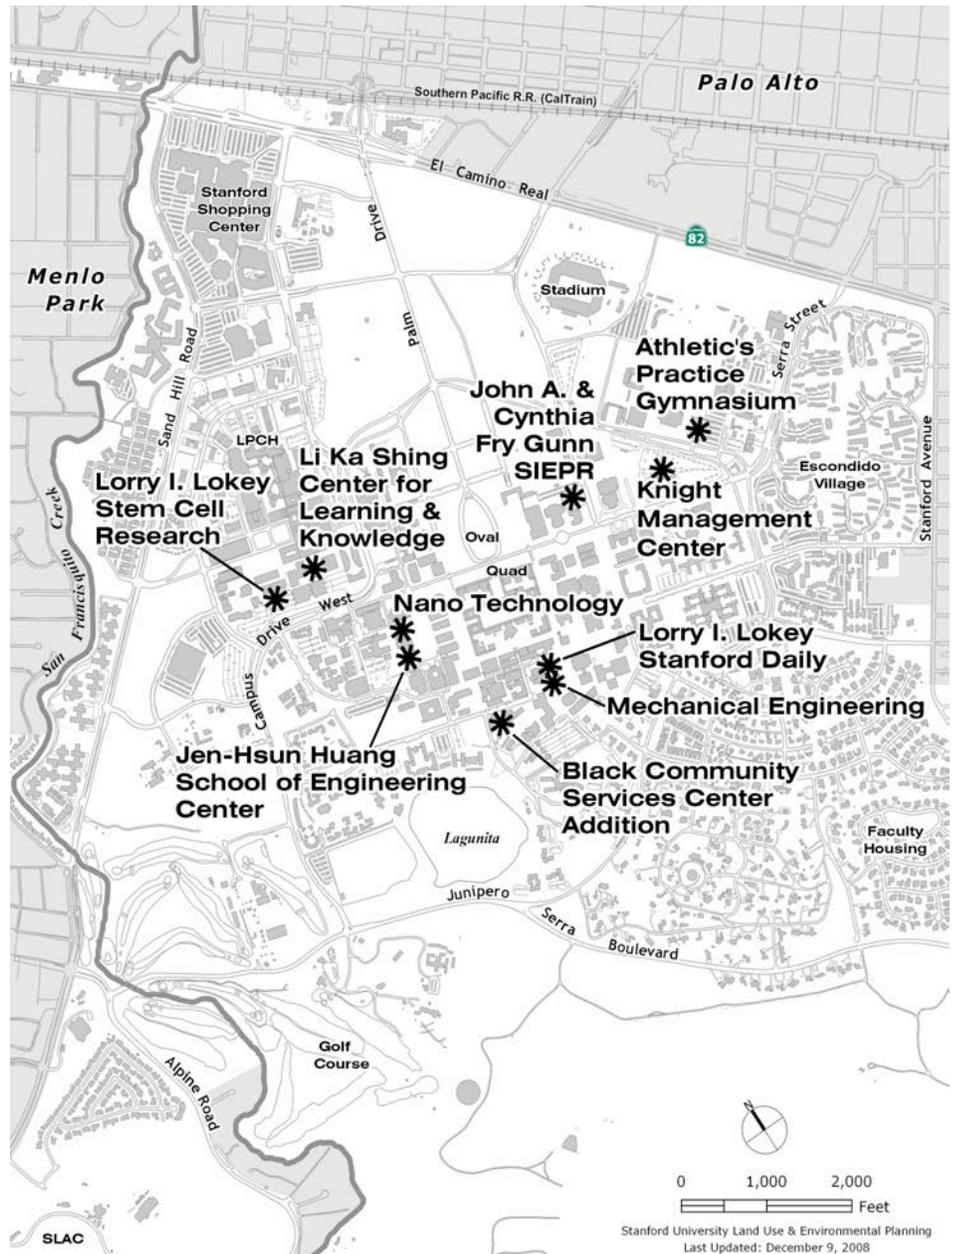 Palo Alto
Southern Pacific R.R. (CalTrain)
El Camino Real
82
Stanford
Shopping
Center
Palm Drive
Menlo
Park
Stadium
Serra Street
Sand Hill Road
Athletic's
Practice
Gymnasium
John A. &
Cynthia
Fry Gunn
SIEPR
LPCH
Li Ka Shing
Center for
Learning &
Knowledge
Lorry I. Lokey
Stem Cell
Research
Knight
Management
Center
Escondido
Village
Stanford Avenue
Oval
Quad
San Francisquito Creek
Campus Drive West
Nano Technology
Lorry I. Lokey
Stanford Daily
Mechanical Engineering
Jen-Hsun Huang
School of Engineering
Center
Black Community
Services Center
Addition
Lagunita
Faculty
Housing
Junipero Serra Boulevard
Golf
Course
Alpine Road
SLAC
N
0 1,000 2,000
Feet
Stanford University Land Use & Environmental Planning
Last Updated: December 9, 2008